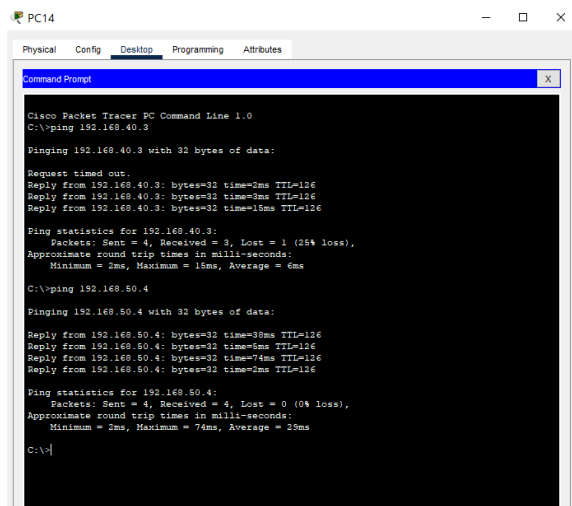 PC14
Physical Config Desktop Programming Attributes
Command Prompt
X
Cisco Packet Tracer PC Command Line 1.0
C:\>ping 192.168.40.3
Pinging 192.168.40.3 with 32 bytes of data:
Request timed out.
Reply from 192.168.40.3: bytes=32 time=2ms TTL=126
Reply from 192.168.40.3: bytes=32 time=3ms TTL=126
Reply from 192.168.40.3: bytes=32 time=15ms TTL=126
Ping statistics for 192.168.40.3:
Packets: Sent = 4, Received = 3, Lost = 1 (25% loss),
Approximate round trip times in milli-seconds:
Minimum = 2ms, Maximum = 15ms, Average = 6ms
C:\>ping 192.168.50.4
Pinging 192.168.50.4 with 32 bytes of data:
Reply from 192.168.50.4: bytes=32 time=38ms TTL=126
Reply from 192.168.50.4: bytes=32 time=5ms TTL=126
Reply from 192.168.50.4: bytes=32 time=74ms TTL=126
Reply from 192.168.50.4: bytes=32 time=2ms TTL=126
Ping statistics for 192.168.50.4:
Packets: Sent = 4, Received = 4, Lost = 0 (0% loss),
Approximate round trip times in milli-seconds:
Minimum = 2ms, Maximum = 74ms, Average = 29ms
C:\>